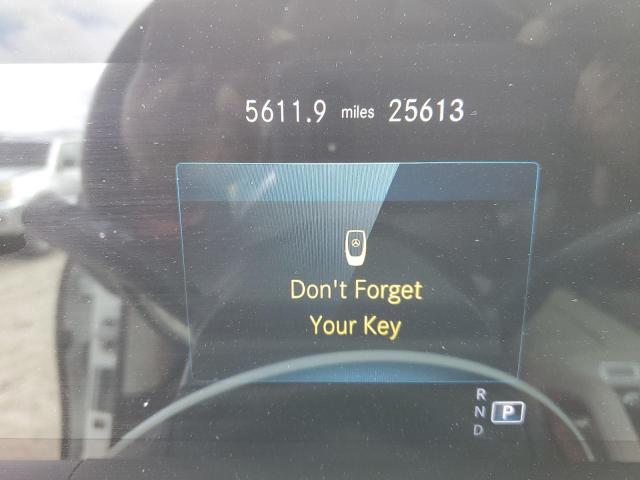 5611.9 miles 25613
Don't Forget
Your Key
R
N P
D